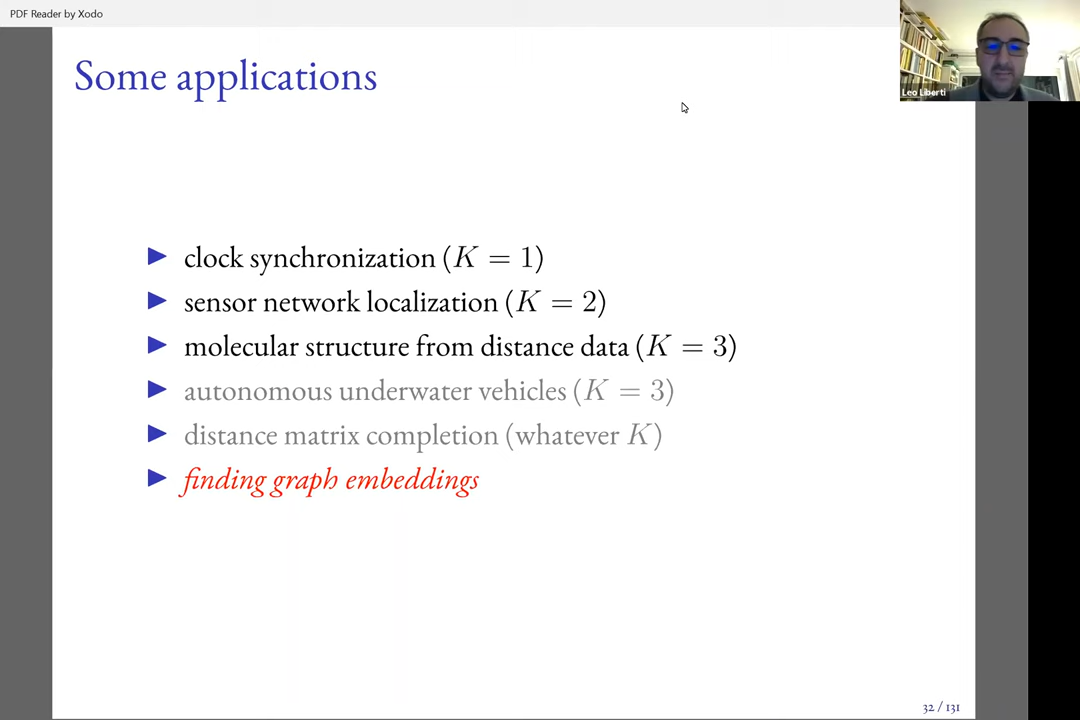 PDF Reader by Xodo
Some applications
Leo Liberti
▶ clock synchronization (K = 1)
▶ sensor network localization (K = 2)
▶ molecular structure from distance data (K = 3)
▶ autonomous underwater vehicles (K = 3)
▶ distance matrix completion (whatever K)
▶ finding graph embeddings
32 / 131